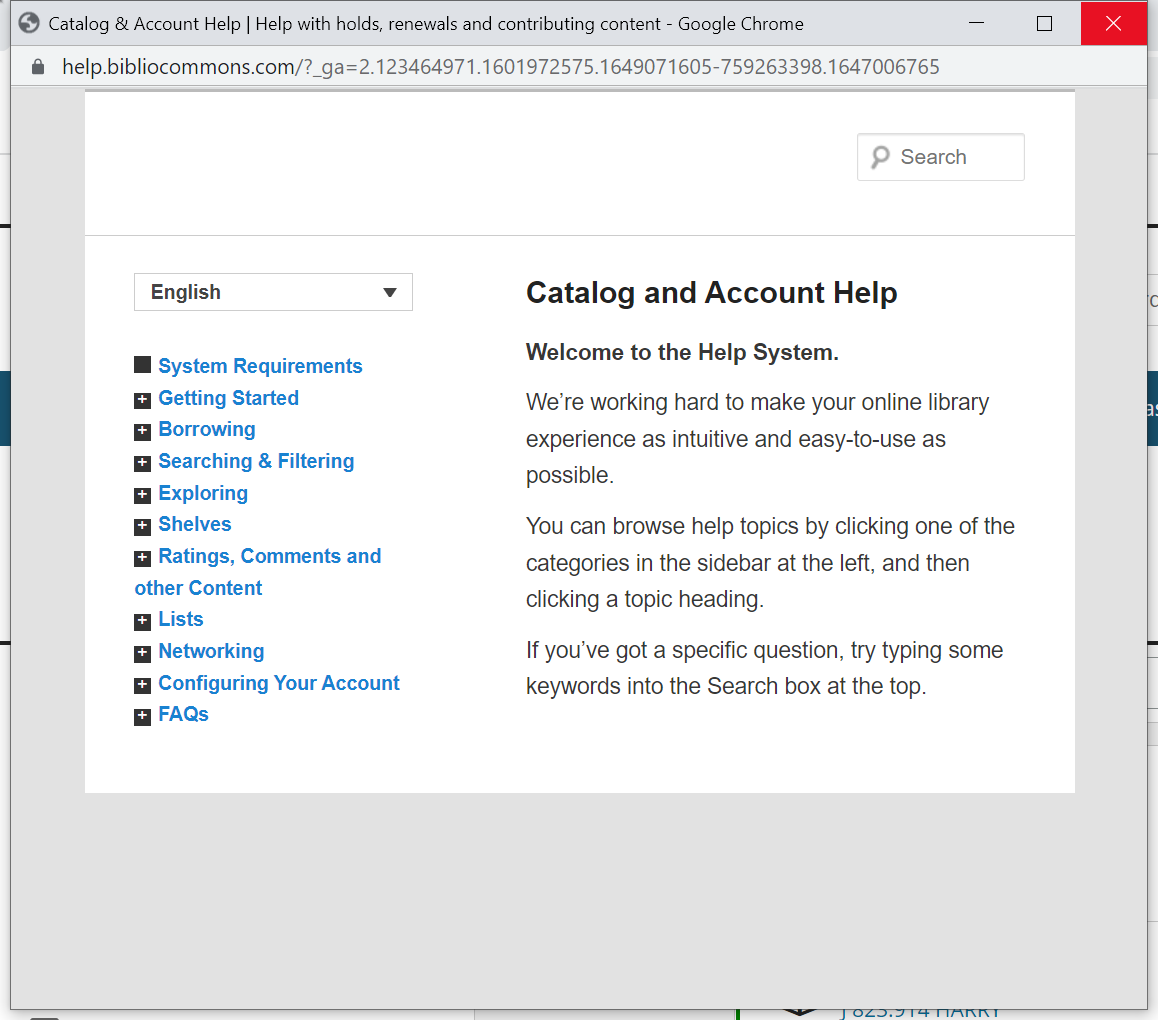 Catalog & Account Help | Help with holds, renewals and contributing content - Google Chrome
help.bibliocommons.com/?_ga=2.123464971.1601972575.1649071605-759263398.1647006765
Search
English
System Requirements
Getting Started
Borrowing
Searching & Filtering
Exploring
Shelves
Ratings, Comments and
other Content
Lists
Networking
Configuring Your Account
FAQs
Catalog and Account Help
Welcome to the Help System.
We’re working hard to make your online library
experience as intuitive and easy-to-use as
possible.
You can browse help topics by clicking one of the
categories in the sidebar at the left, and then
clicking a topic heading.
If you’ve got a specific question, try typing some
keywords into the Search box at the top.
J 823.914 HARRY